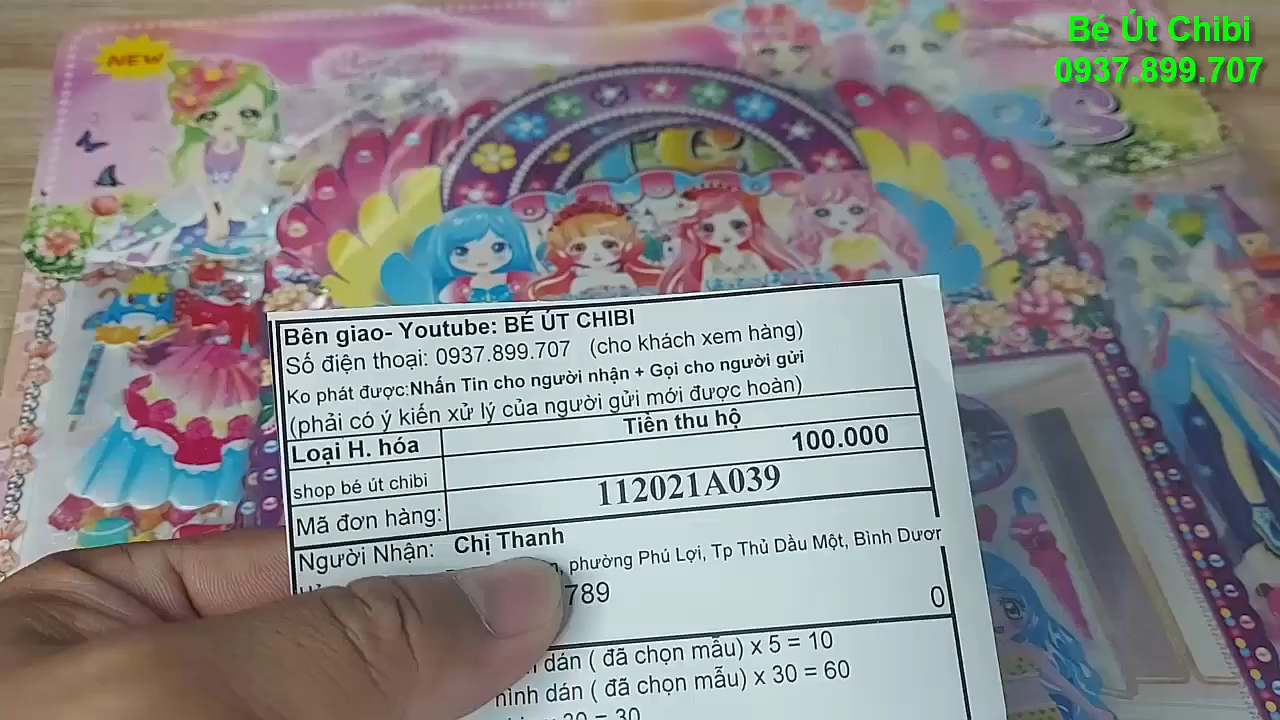 Bé Út Chibi
0937.899.707
NEW
Bên giao- Youtube: BÉ ÚT CHIBI
Số điện thoại: 0937.899.707 (cho khách xem hàng)
Ko phát được:Nhấn Tin cho người nhận + Gọi cho người gửi
(phải có ý kiến xử lý của người gửi mới được hoàn)
Loại H. hóa Tiền thu hộ
shop bé út chibi 100.000
Mã đơn hàng: 112021A039
Người Nhận: Chị Thanh
, phường Phú Lợi, Tp Thủ Dầu Một, Bình Dươ
789
0
dán ( đã chọn mẫu) x 5 = 10
hình dán ( đã chọn mẫu) x 30 = 60
= 30